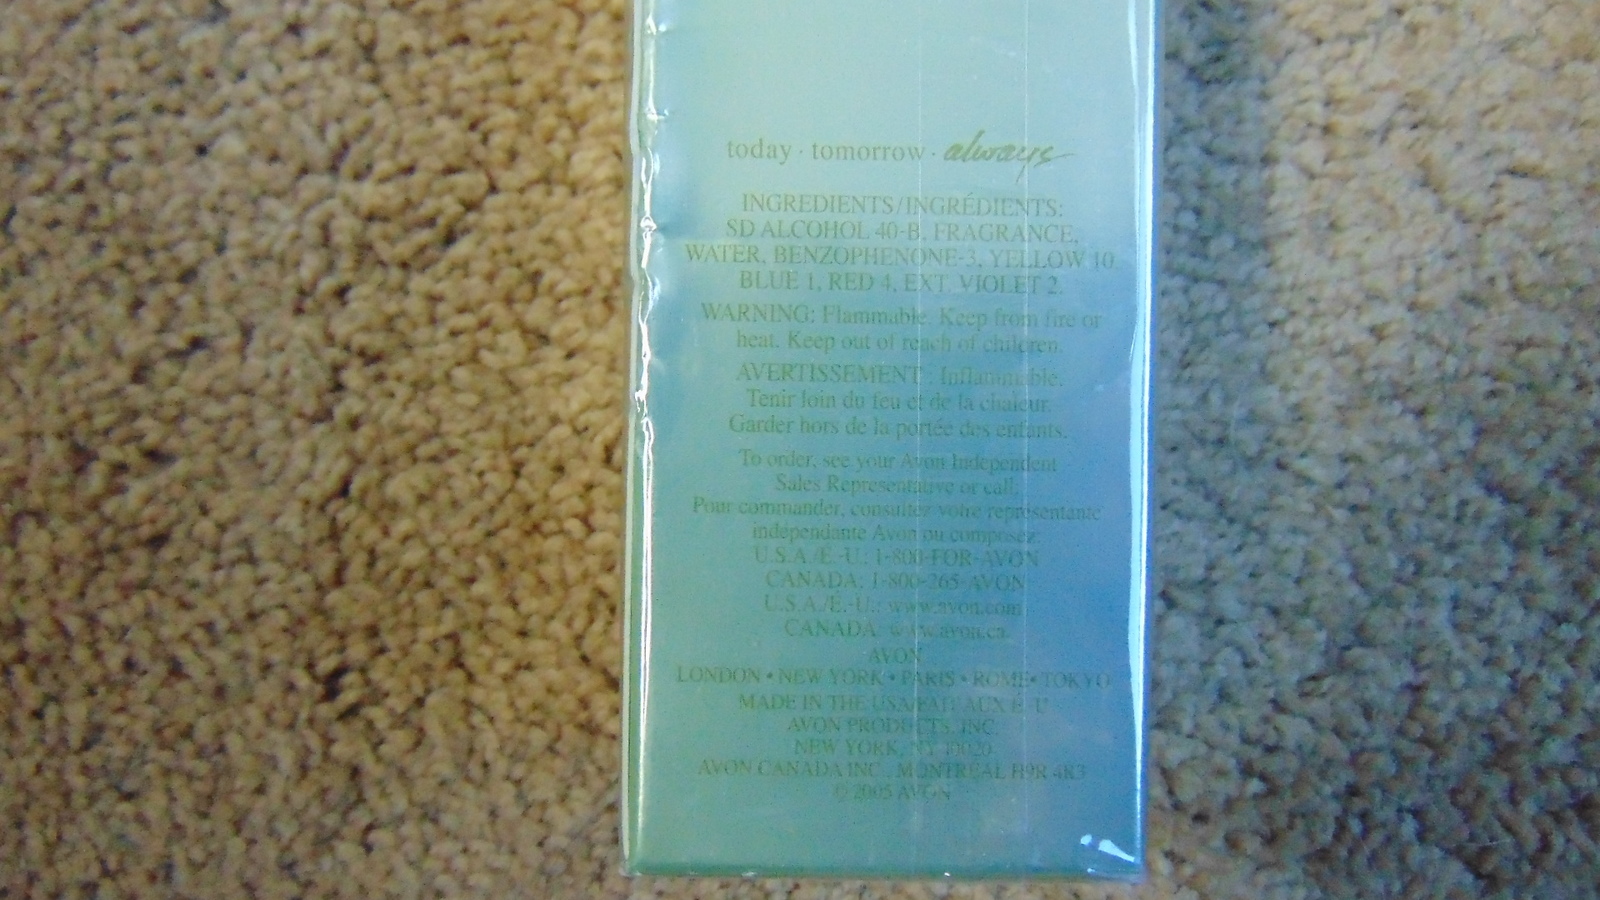 today · tomorrow · always
INGREDIENTS/INGRÉDIENTS:
SD ALCOHOL 40-B, FRAGRANCE,
WATER, BENZOPHENONE-3, YELLOW 10,
BLUE 1, RED 4, EXT. VIOLET 2.
WARNING: Flammable. Keep from fire or
heat. Keep out of reach of children.
AVERTISSEMENT : Inflammable.
Tenir loin du feu et de la chaleur.
Garder hors de la portée des enfants.
To order, see your Avon Independent
Sales Representative or call.
Pour commander, consultez votre représentante
indépendante Avon ou composez:
U.S.A./E.-U.: 1-800-FOR-AVON
CANADA: 1-800-265-AVON
U.S.A./E.-U.: www.avon.com
CANADA: www.avon.ca.
AVON
LONDON • NEW YORK • PARIS • ROME • TOKYO
MADE IN THE USA/FAIT AUX É.-U.
AVON PRODUCTS, INC.
NEW YORK, NY 10020
AVON CANADA INC., MONTREAL H9R 4K3
© 2005 AVON